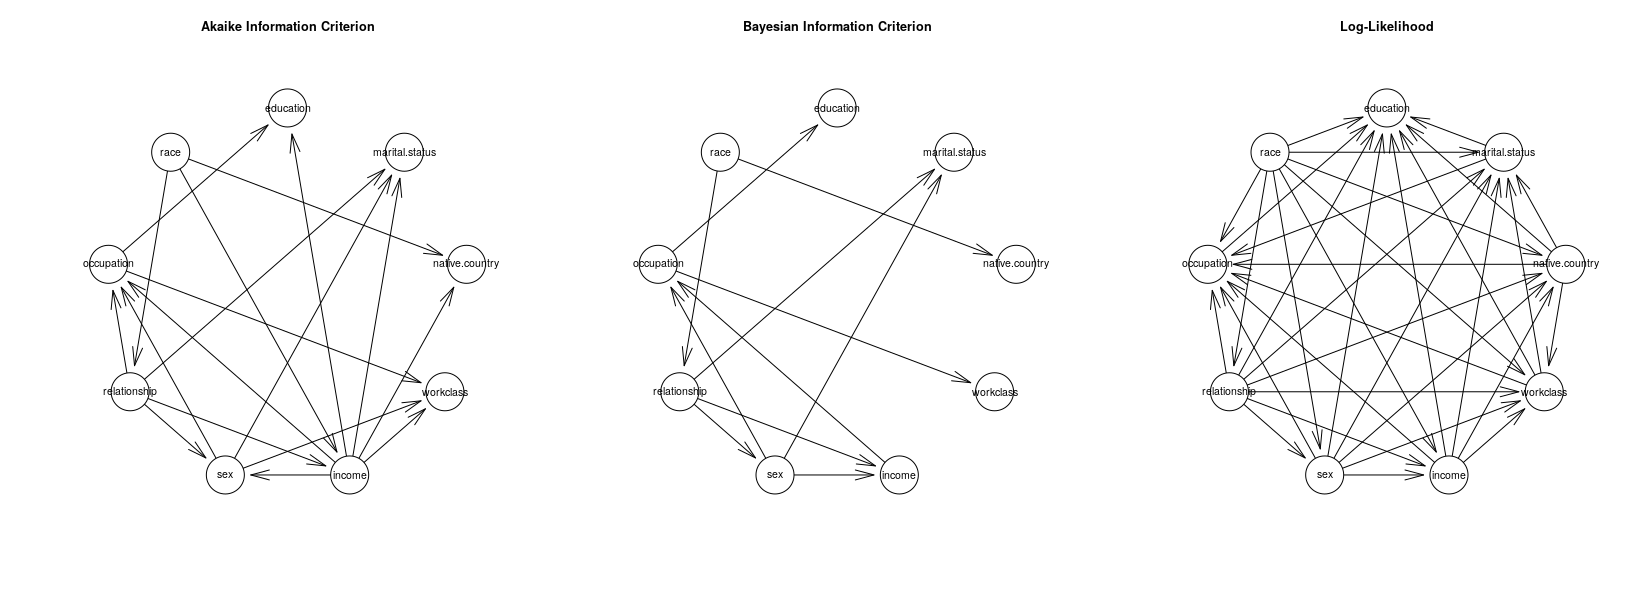 Akaike Information Criterion
education
race
marital.status
occupation
native.country
relationship
workclass
sex
income
Bayesian Information Criterion
education
race
marital.status
occupation
native.country
relationship
workclass
sex
income
Log-Likelihood
education
race
marital.status
occupation
native.country
relationship
workclass
sex
income